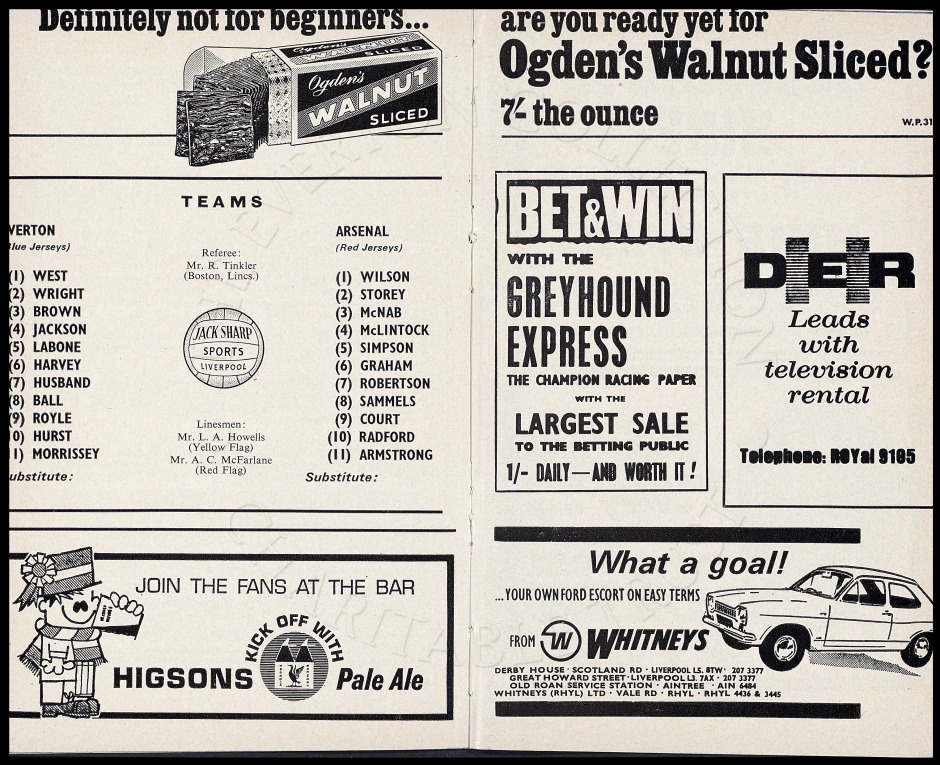 Definitely not for beginners...
Ogden's
WALNUT
SLICED
Ogden's
WALNUT
SLICED
TEAMS
VERTON
Blue Jerseys)
(1) WEST
(2) WRIGHT
(3) BROWN
(4) JACKSON
(5) LABONE
(6) HARVEY
(7) HUSBAND
(8) BALL
(9) ROYLE
10) HURST
11) MORRISSEY
ubstitute:
Referee:
Mr. R. Tinkler
(Boston, Lincs.)
JACK SHARP
SPORTS
LIVERPOOL
Linesmen:
Mr. L. A. Howells
(Yellow Flag)
Mr. A. C. McFarlane
(Red Flag)
ARSENAL
(Red Jerseys)
(1) WILSON
(2) STOREY
(3) McNAB
(4) McLINTOCK
(5) SIMPSON
(6) GRAHAM
(7) ROBERTSON
(8) SAMMELS
(9) COURT
(10) RADFORD
(11) ARMSTRONG
Substitute:
JOIN THE FANS AT THE BAR
KICK OFF WITH
HIGSONS
Pale Ale
are you ready yet for
Ogden's Walnut Sliced?
7/- the ounce
W.P.31
BET & WIN
WITH THE
GREYHOUND
EXPRESS
THE CHAMPION RACING PAPER
WITH THE
LARGEST SALE
TO THE BETTING PUBLIC
1/- DAILY—AND WORTH IT!
DER
Leads
with
television
rental
Telephone: ROYal 9105
What a goal!
...YOUR OWN FORD ESCORT ON EASY TERMS
FROM W WHITNEYS
DERBY HOUSE · SCOTLAND RD · LIVERPOOL L5. 8TW · 207 3377
GREAT HOWARD STREET · LIVERPOOL L3. 7AX · 207 3377
OLD ROAN SERVICE STATION · AINTREE · AIN 6484
WHITNEYS (RHYL) LTD · VALE RD · RHYL · RHYL 4436 & 3445